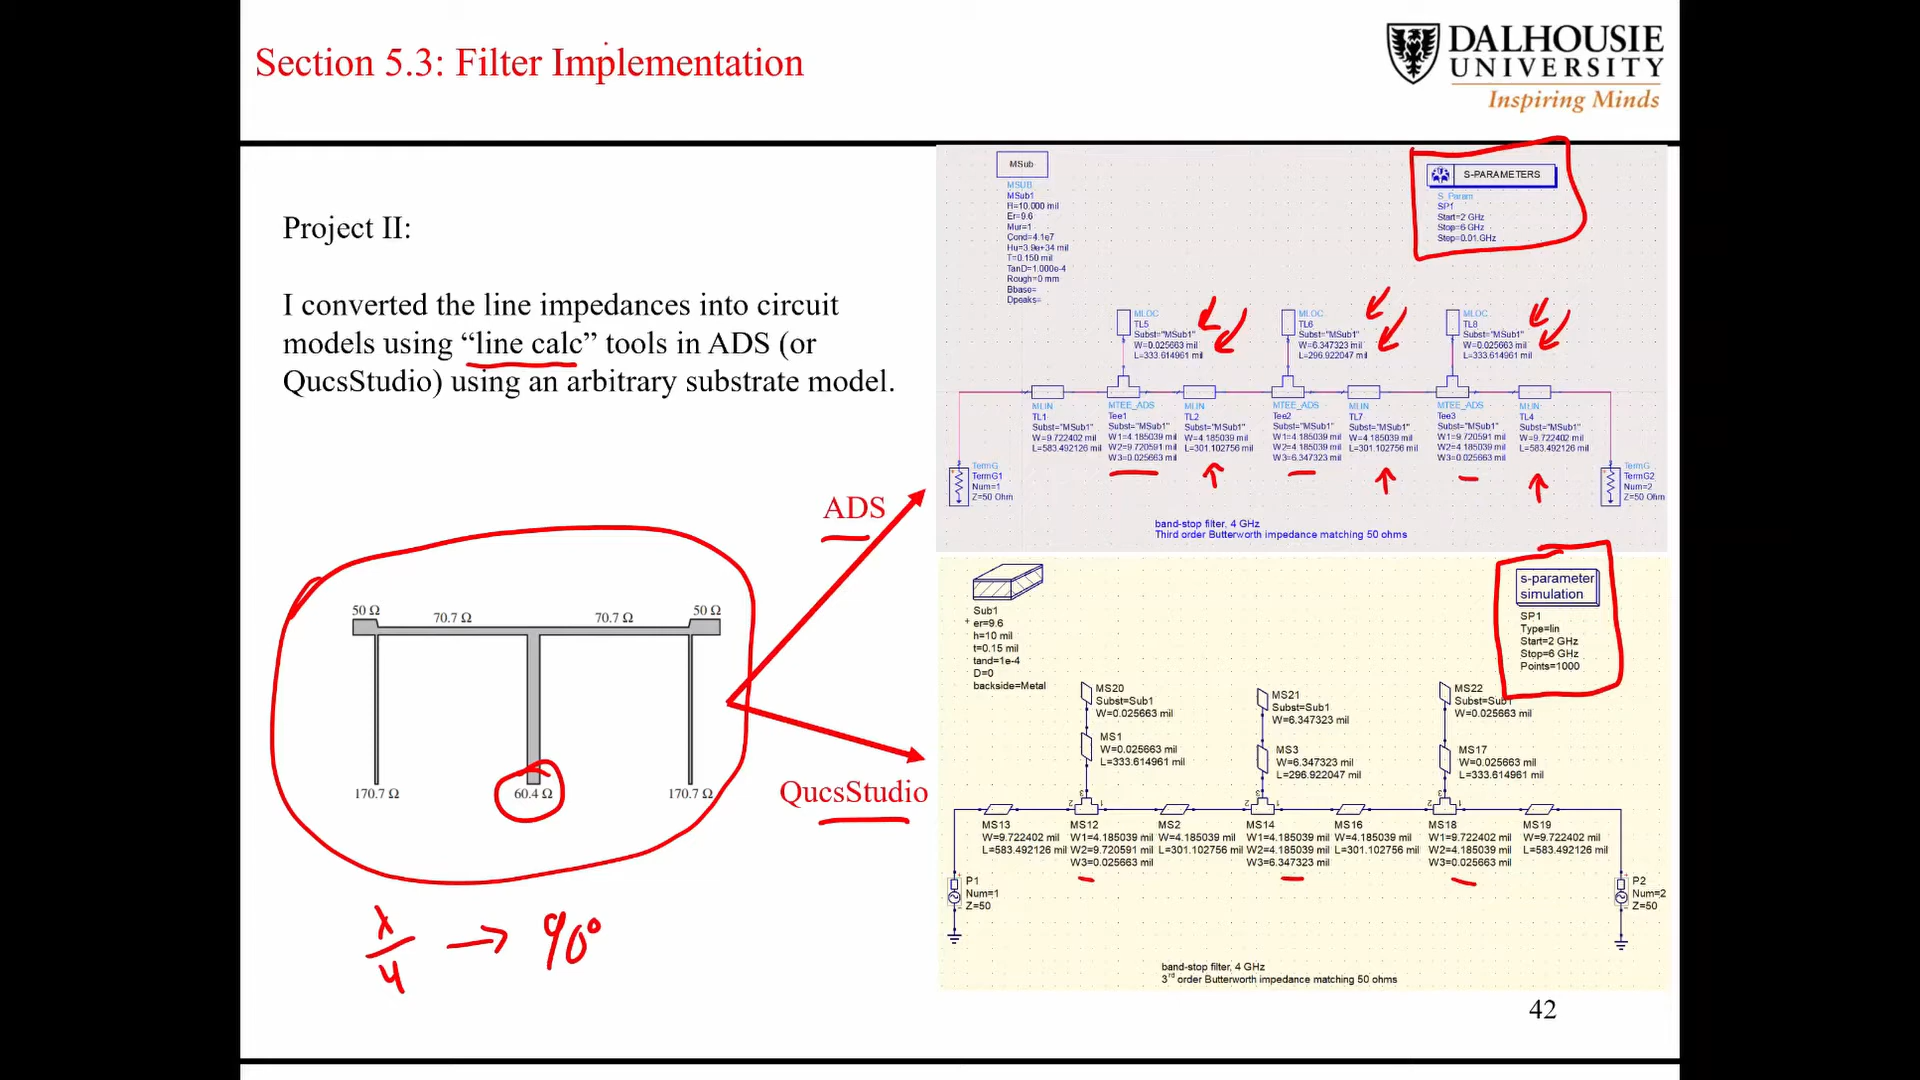 Section 5.3: Filter Implementation
DALHOUSIE
UNIVERSITY
Inspiring Minds
Project II:
I converted the line impedances into circuit
models using “line calc” tools in ADS (or
QucsStudio) using an arbitrary substrate model.
50 Ω
70.7 Ω
70.7 Ω
50 Ω
170.7 Ω
60.4 Ω
170.7 Ω
λ/4 → 90°
ADS
QucsStudio
MSub
MSUB
MSub1
H=10.000 mil
Er=9.6
Mur=1
Cond=4.1e7
Hu=3.9e+34 mil
T=0.150 mil
TanD=1.000e-4
Rough=0 mm
Bbase=
Dpeaks=
S-PARAMETERS
S_Param
SP1
Start=2 GHz
Stop=6 GHz
Step=0.01 GHz
MLOC
TL5
Subst="MSub1"
W=0.025663 mil
L=333.614961 mil
MLOC
TL6
Subst="MSub1"
W=6.347323 mil
L=296.922047 mil
MLOC
TL8
Subst="MSub1"
W=0.025663 mil
L=333.614961 mil
MLIN
TL1
Subst="MSub1"
W=9.722402 mil
L=583.492126 mil
MTEE_ADS
Tee1
Subst="MSub1"
W1=4.185039 mil
W2=9.720591 mil
W3=0.025663 mil
MLIN
TL2
Subst="MSub1"
W=4.185039 mil
L=301.102756 mil
MTEE_ADS
Tee2
Subst="MSub1"
W1=4.185039 mil
W2=4.185039 mil
W3=6.347323 mil
MLIN
TL7
Subst="MSub1"
W=4.185039 mil
L=301.102756 mil
MTEE_ADS
Tee3
Subst="MSub1"
W1=9.720591 mil
W2=4.185039 mil
W3=0.025663 mil
MLIN
TL4
Subst="MSub1"
W=9.722402 mil
L=583.492126 mil
TermG
TermG1
Num=1
Z=50 Ohm
TermG
TermG2
Num=2
Z=50 Ohm
band-stop filter, 4 GHz
Third order Butterworth impedance matching 50 ohms
Sub1
er=9.6
h=10 mil
t=0.15 mil
tand=1e-4
D=0
backside=Metal
s-parameter
simulation
SP1
Type=lin
Start=2 GHz
Stop=6 GHz
Points=1000
MS20
Subst=Sub1
W=0.025663 mil
MS1
W=0.025663 mil
L=333.614961 mil
MS21
Subst=Sub1
W=6.347323 mil
MS3
W=6.347323 mil
L=296.922047 mil
MS22
Subst=Sub1
W=0.025663 mil
MS17
W=0.025663 mil
L=333.614961 mil
MS13
W=9.722402 mil
L=583.492126 mil
MS12
W1=4.185039 mil
W2=9.720591 mil
W3=0.025663 mil
MS2
W=4.185039 mil
L=301.102756 mil
MS14
W1=4.185039 mil
W2=4.185039 mil
W3=6.347323 mil
MS16
W=4.185039 mil
L=301.102756 mil
MS18
W1=9.722402 mil
W2=4.185039 mil
W3=0.025663 mil
MS19
W=9.722402 mil
L=583.492126 mil
P1
Num=1
Z=50
P2
Num=2
Z=50
band-stop filter, 4 GHz
3rd order Butterworth impedance matching 50 ohms
42